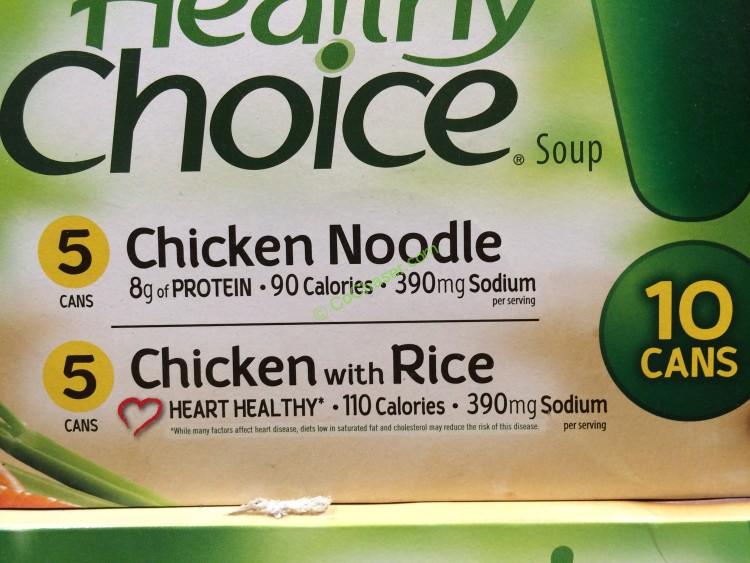 Healthy
Choice® Soup
5 CANS
Chicken Noodle
8g of PROTEIN • 90 Calories • 390mg Sodium
per serving
5 CANS
Chicken with Rice
HEART HEALTHY* • 110 Calories • 390mg Sodium
per serving
*While many factors affect heart disease, diets low in saturated fat and cholesterol may reduce the risk of this disease.
10
CANS